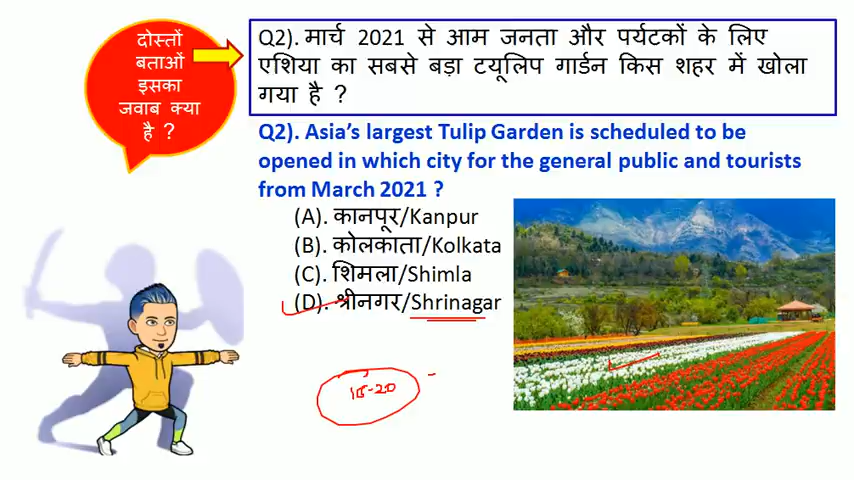 दोस्तों
बताओं
इसका
जवाब क्या
है ?
Q2). मार्च 2021 से आम जनता और पर्यटकों के लिए
एशिया का सबसे बड़ा टयूलिप गार्डन किस शहर में खोला
गया है ?
Q2). Asia's largest Tulip Garden is scheduled to be
opened in which city for the general public and tourists
from March 2021 ?
(A). कानपूर/Kanpur
(B). कोलकाता/Kolkata
(C). शिमला/Shimla
(D). श्रीनगर/Shrinagar